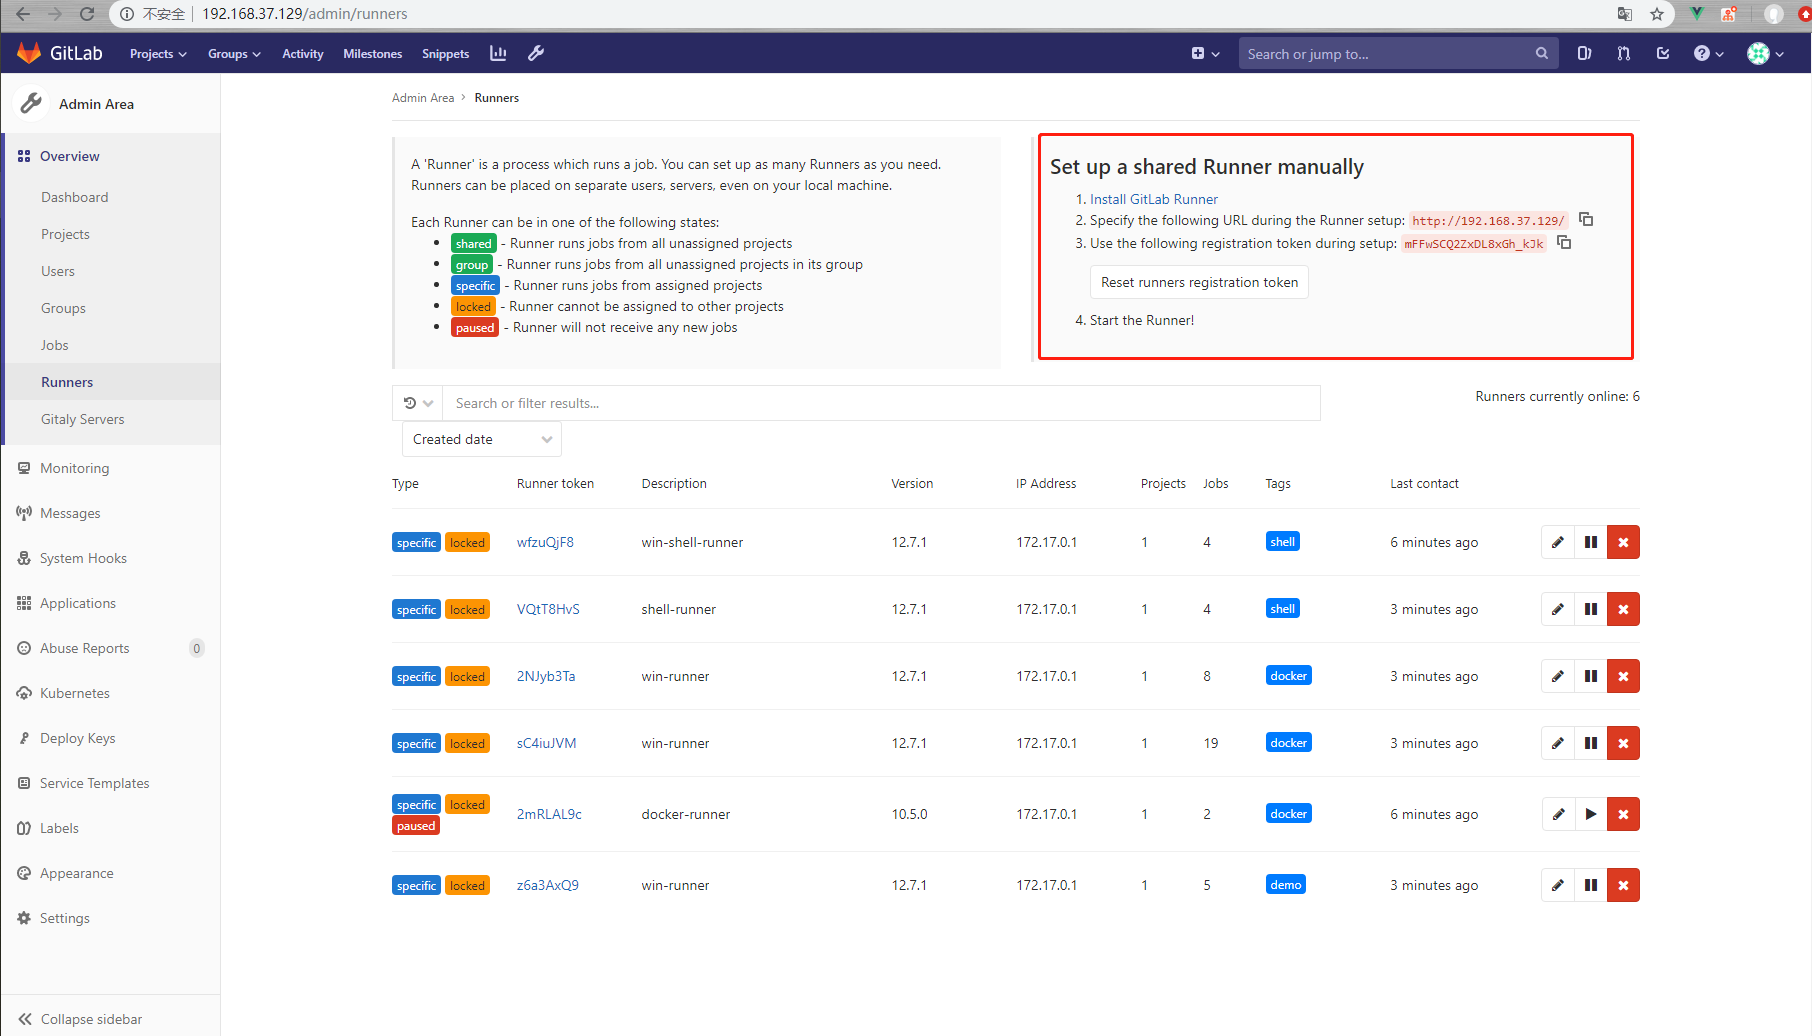 不安全 192.168.37.129/admin/runners
GitLab Projects Groups Activity Milestones Snippets Search or jump to...
Admin Area
Overview
Dashboard
Projects
Users
Groups
Jobs
Runners
Gitaly Servers
Monitoring
Messages
System Hooks
Applications
Abuse Reports 0
Kubernetes
Deploy Keys
Service Templates
Labels
Appearance
Settings
Collapse sidebar
Admin Area › Runners
A 'Runner' is a process which runs a job. You can set up as many Runners as you need.
Runners can be placed on separate users, servers, even on your local machine.
Each Runner can be in one of the following states:
• shared - Runner runs jobs from all unassigned projects
• group - Runner runs jobs from all unassigned projects in its group
• specific - Runner runs jobs from assigned projects
• locked - Runner cannot be assigned to other projects
• paused - Runner will not receive any new jobs
Set up a shared Runner manually
1. Install GitLab Runner
2. Specify the following URL during the Runner setup: http://192.168.37.129/
3. Use the following registration token during setup: mFFwSCQ2ZxDL8xGh_kJk
Reset runners registration token
4. Start the Runner!
Search or filter results...
Runners currently online: 6
Created date
Type Runner token Description Version IP Address Projects Jobs Tags Last contact
specific locked wfzuQjF8 win-shell-runner 12.7.1 172.17.0.1 1 4 shell 6 minutes ago
specific locked VQtT8HvS shell-runner 12.7.1 172.17.0.1 1 4 shell 3 minutes ago
specific locked 2NJyb3Ta win-runner 12.7.1 172.17.0.1 1 8 docker 3 minutes ago
specific locked sC4iuJVM win-runner 12.7.1 172.17.0.1 1 19 docker 3 minutes ago
specific locked 2mRLAL9c docker-runner 10.5.0 172.17.0.1 1 2 docker 6 minutes ago
paused
specific locked z6a3AxQ9 win-runner 12.7.1 172.17.0.1 1 5 demo 3 minutes ago